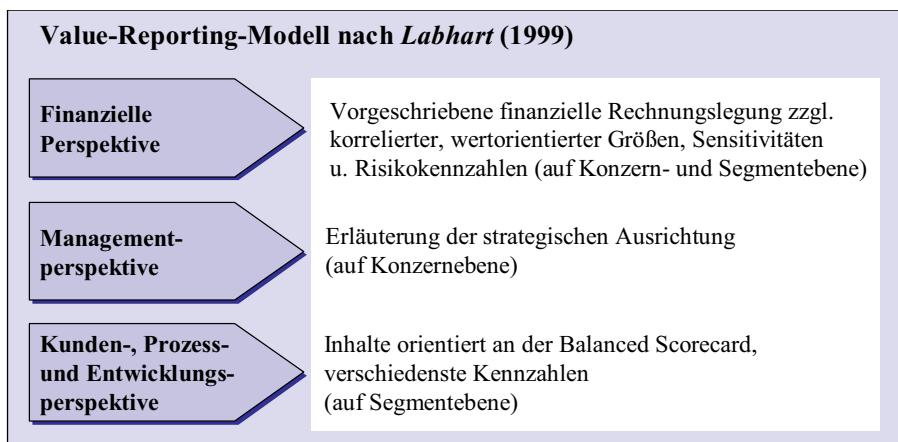 Value-Reporting-Modell nach Labhart (1999)
Finanzielle
Perspektive
Vorgeschriebene finanzielle Rechnungslegung zzgl.
korrelierter, wertorientierter Größen, Sensitivitäten
u. Risikokennzahlen (auf Konzern- und Segmentebene)
Management-
perspektive
Erläuterung der strategischen Ausrichtung
(auf Konzernebene)
Kunden-, Prozess-
und Entwicklungs-
perspektive
Inhalte orientiert an der Balanced Scorecard,
verschiedenste Kennzahlen
(auf Segmentebene)